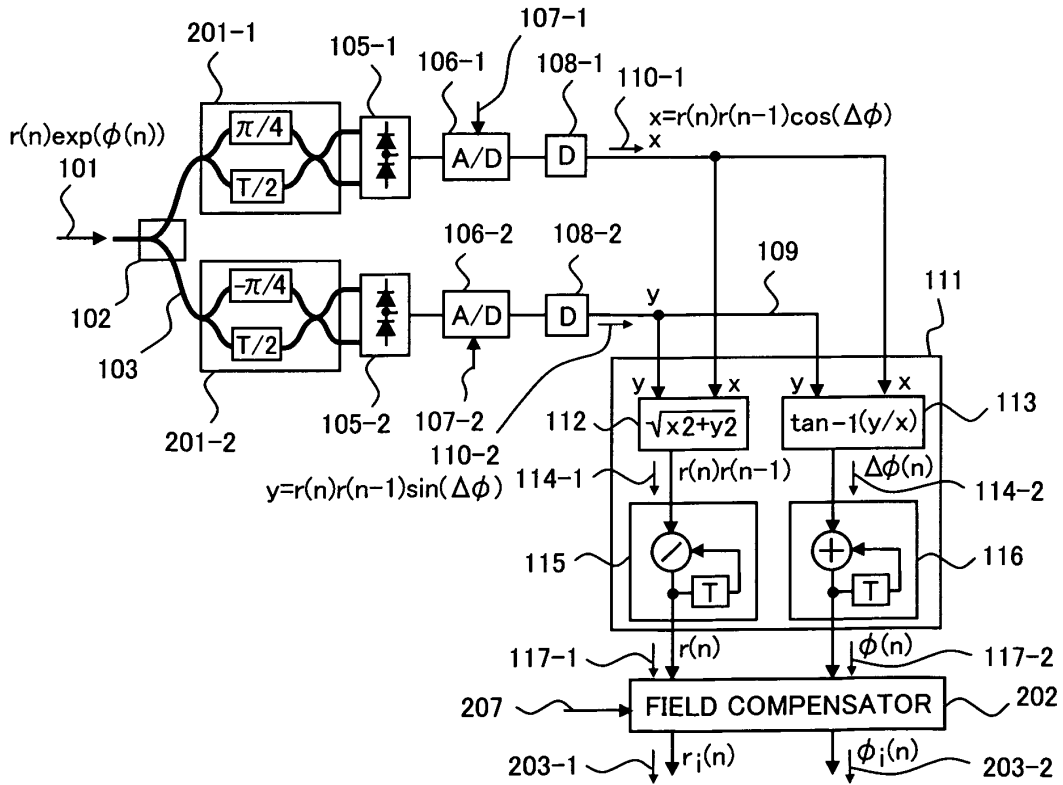 201-1
105-1
107-1
106-1
108-1
110-1
x=r(n)r(n-1)cos(Δϕ)
x
r(n)exp(ϕ(n))
101
π/4
T/2
A/D
D
102
103
106-2
108-2
109
111
-π/4
T/2
A/D
D
y
201-2
105-2
107-2
110-2
y=r(n)r(n-1)sin(Δϕ)
y
x
y
x
112
√x2+y2
tan-1(y/x)
113
114-1
r(n)r(n-1)
Δϕ(n)
114-2
115
/
T
+
T
116
117-1
r(n)
ϕ(n)
117-2
207
FIELD COMPENSATOR
202
203-1
ri(n)
ϕi(n)
203-2